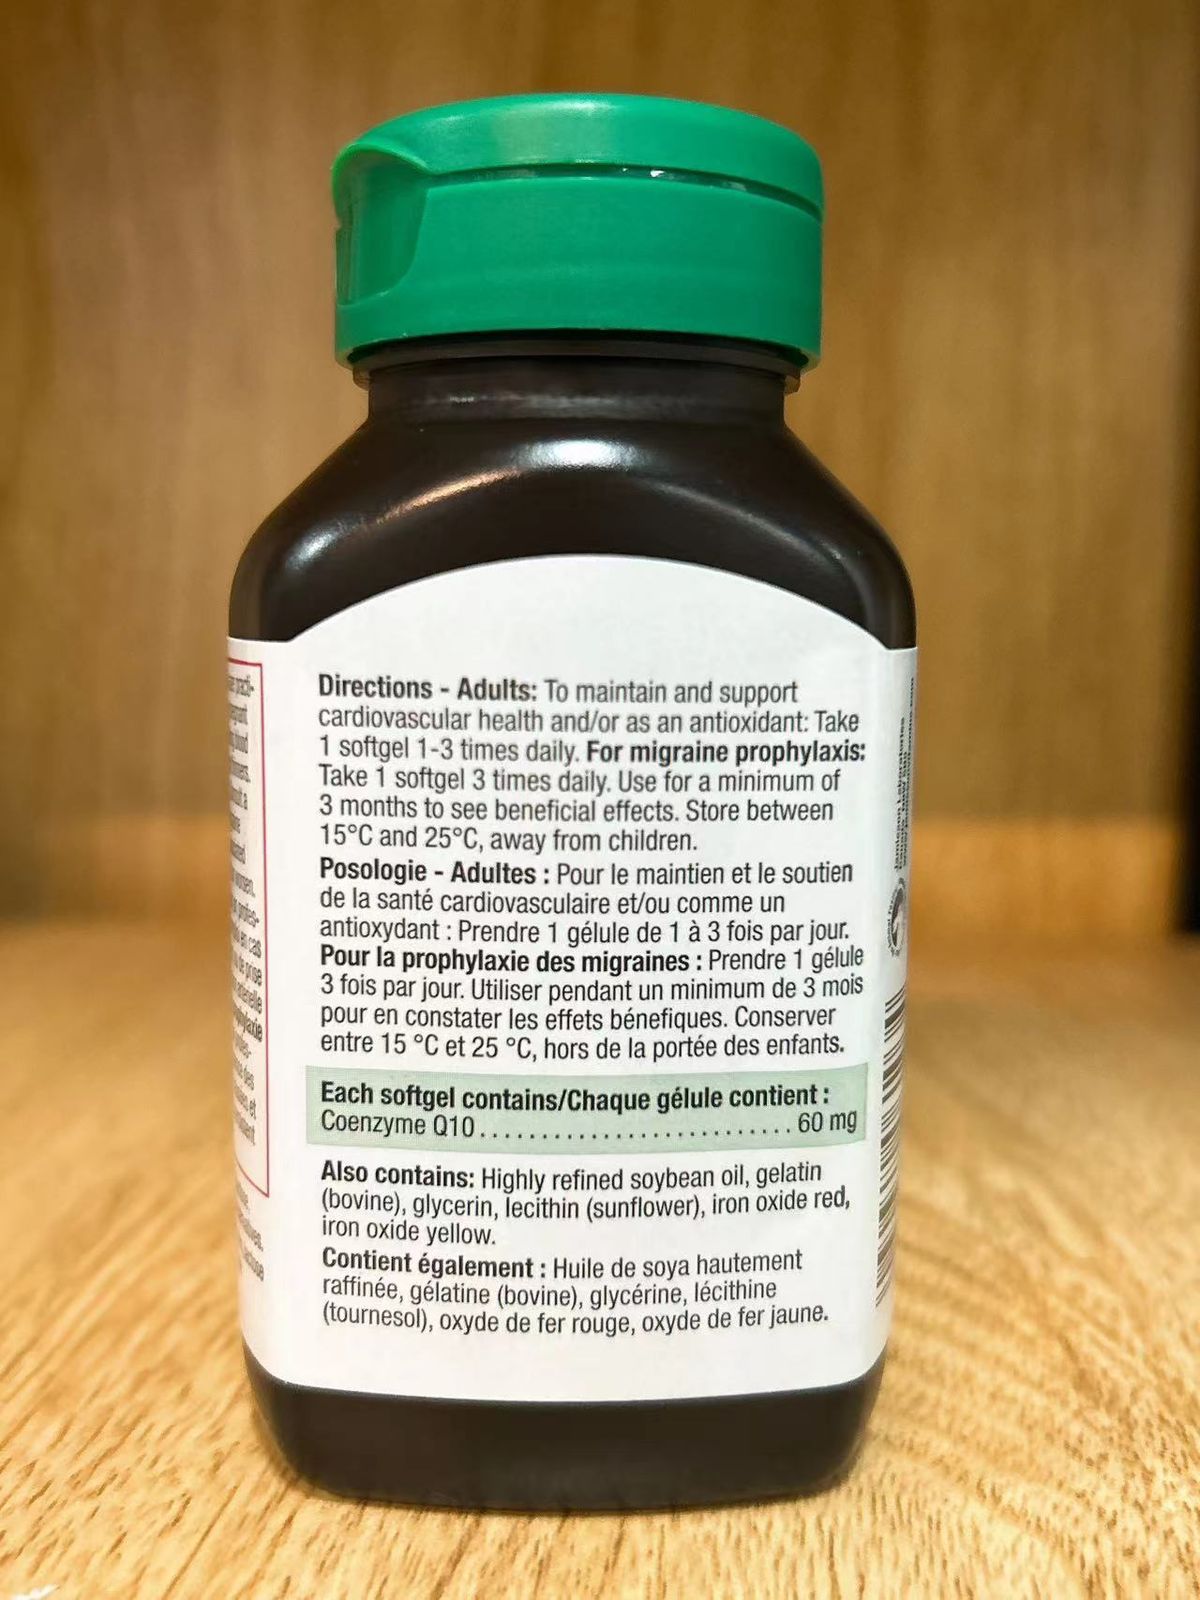 Directions - Adults: To maintain and support
cardiovascular health and/or as an antioxidant: Take
1 softgel 1-3 times daily. For migraine prophylaxis:
Take 1 softgel 3 times daily. Use for a minimum of
3 months to see beneficial effects. Store between
15°C and 25°C, away from children.
Posologie - Adultes : Pour le maintien et le soutien
de la santé cardiovasculaire et/ou comme un
antioxydant : Prendre 1 gélule de 1 à 3 fois par jour.
Pour la prophylaxie des migraines : Prendre 1 gélule
3 fois par jour. Utiliser pendant un minimum de 3 mois
pour en constater les effets bénefiques. Conserver
entre 15 °C et 25 °C, hors de la portée des enfants.
Each softgel contains/Chaque gélule contient :
Coenzyme Q10.......................... 60 mg
Also contains: Highly refined soybean oil, gelatin
(bovine), glycerin, lecithin (sunflower), iron oxide red,
iron oxide yellow.
Contient également : Huile de soya hautement
raffinée, gélatine (bovine), glycérine, lécithine
(tournesol), oxyde de fer rouge, oxyde de fer jaune.
Jamieson Laboratories